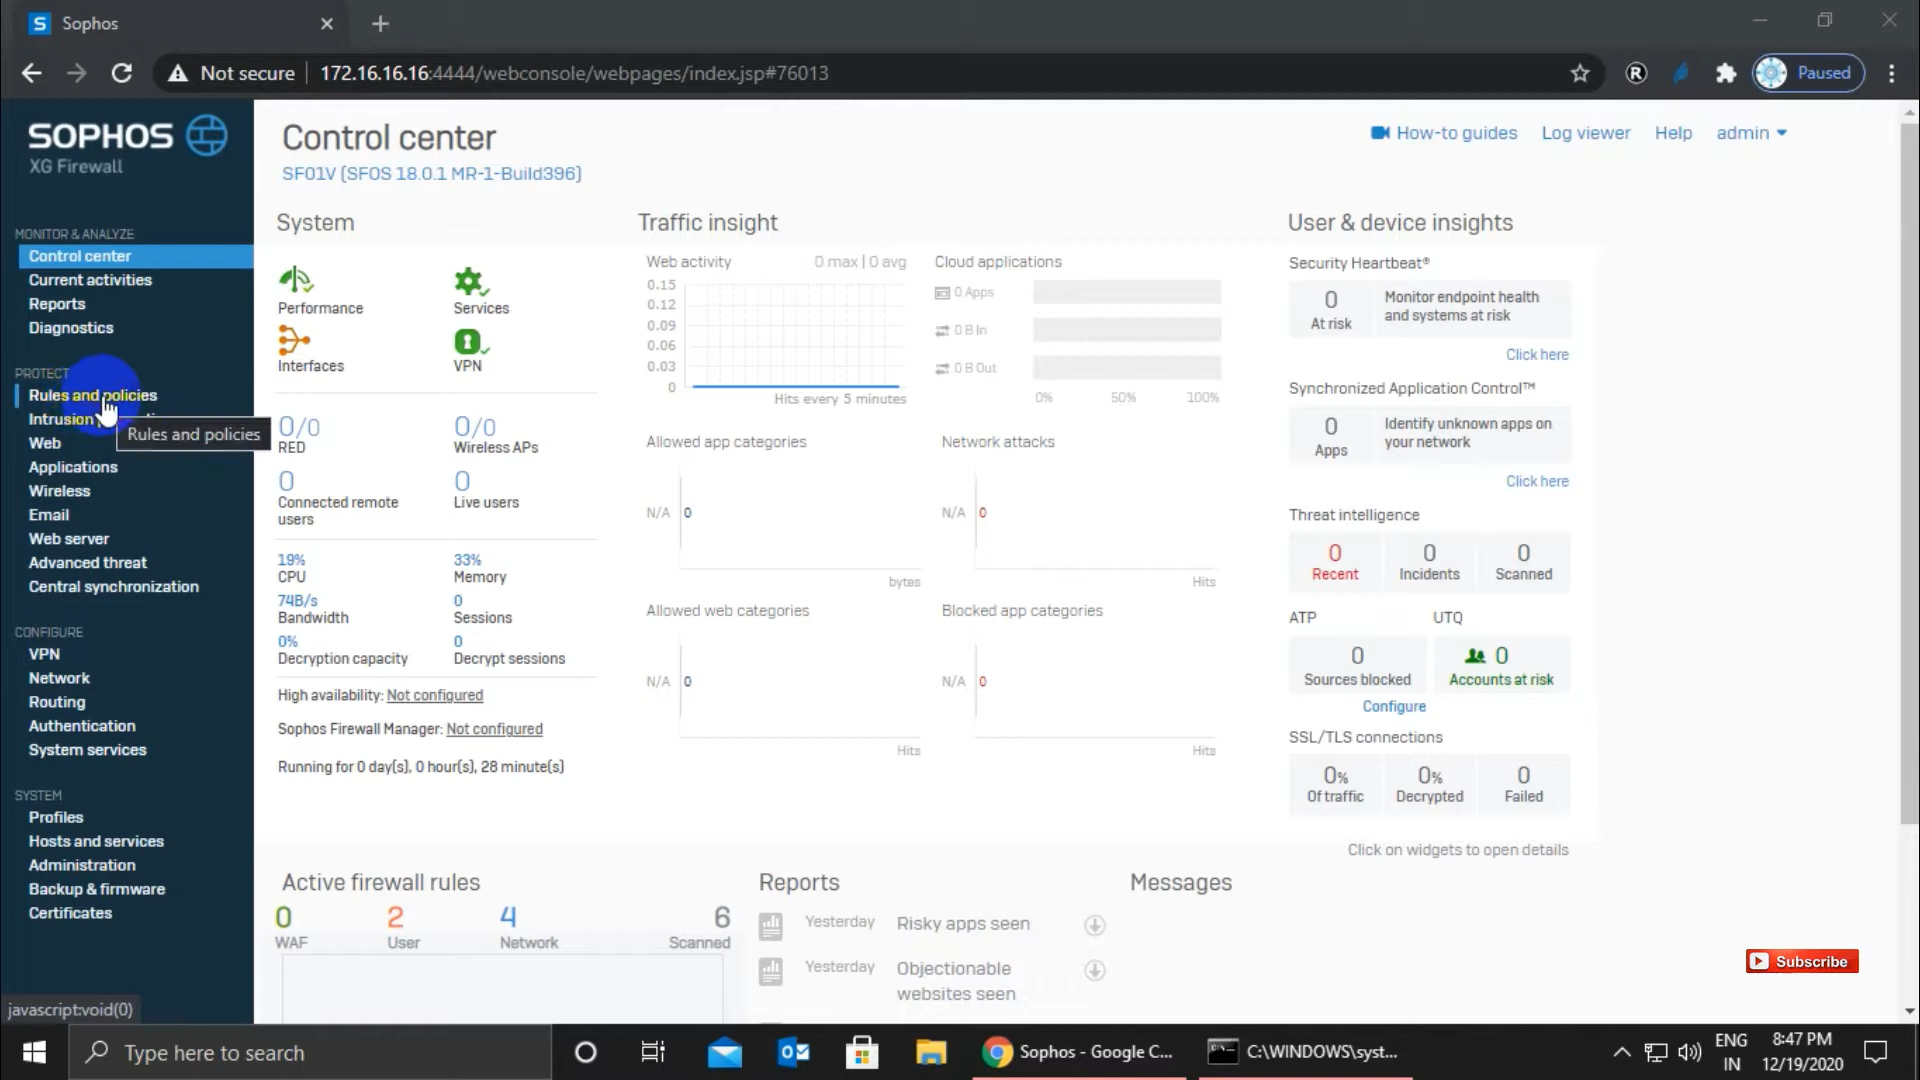 Sophos
Not secure
172.16.16.16:4444/webconsole/webpages/index.jsp#76013
Paused
SOPHOS
XG Firewall
MONITOR & ANALYZE
Control center
Current activities
Reports
Diagnostics
PROTECT
Rules and policies
Intrusion
Rules and policies
Web
Applications
Wireless
Email
Web server
Advanced threat
Central synchronization
CONFIGURE
VPN
Network
Routing
Authentication
System services
SYSTEM
Profiles
Hosts and services
Administration
Backup & firmware
Certificates
javascript:void(0)
Control center
SF01V (SFOS 18.0.1 MR-1-Build396)
How-to guides
Log viewer
Help
admin
System
Performance
Services
Interfaces
VPN
0/0
RED
0/0
Wireless APs
0
Connected remote
users
0
Live users
19%
CPU
33%
Memory
74B/s
Bandwidth
0
Sessions
0%
Decryption capacity
0
Decrypt sessions
High availability: Not configured
Sophos Firewall Manager: Not configured
Running for 0 day(s), 0 hour(s), 28 minute(s)
Traffic insight
Web activity
0 max | 0 avg
0.15
0.12
0.09
0.06
0.03
0
Hits every 5 minutes
Cloud applications
0 Apps
0 B In
0 B Out
0%
50%
100%
Allowed app categories
N/A
0
bytes
Network attacks
N/A
0
Hits
Allowed web categories
N/A
0
Hits
Blocked app categories
N/A
0
Hits
User & device insights
Security Heartbeat®
0
At risk
Monitor endpoint health
and systems at risk
Click here
Synchronized Application Control™
0
Apps
Identify unknown apps on
your network
Click here
Threat intelligence
0
Recent
0
Incidents
0
Scanned
ATP
UTQ
0
Sources blocked
0
Accounts at risk
Configure
SSL/TLS connections
0%
Of traffic
0%
Decrypted
0
Failed
Click on widgets to open details
Active firewall rules
0
WAF
2
User
4
Network
6
Scanned
Reports
Yesterday
Risky apps seen
Yesterday
Objectionable
websites seen
Messages
Subscribe
Type here to search
Sophos - Google C...
C:\WINDOWS\syst...
ENG
IN
8:47 PM
12/19/2020